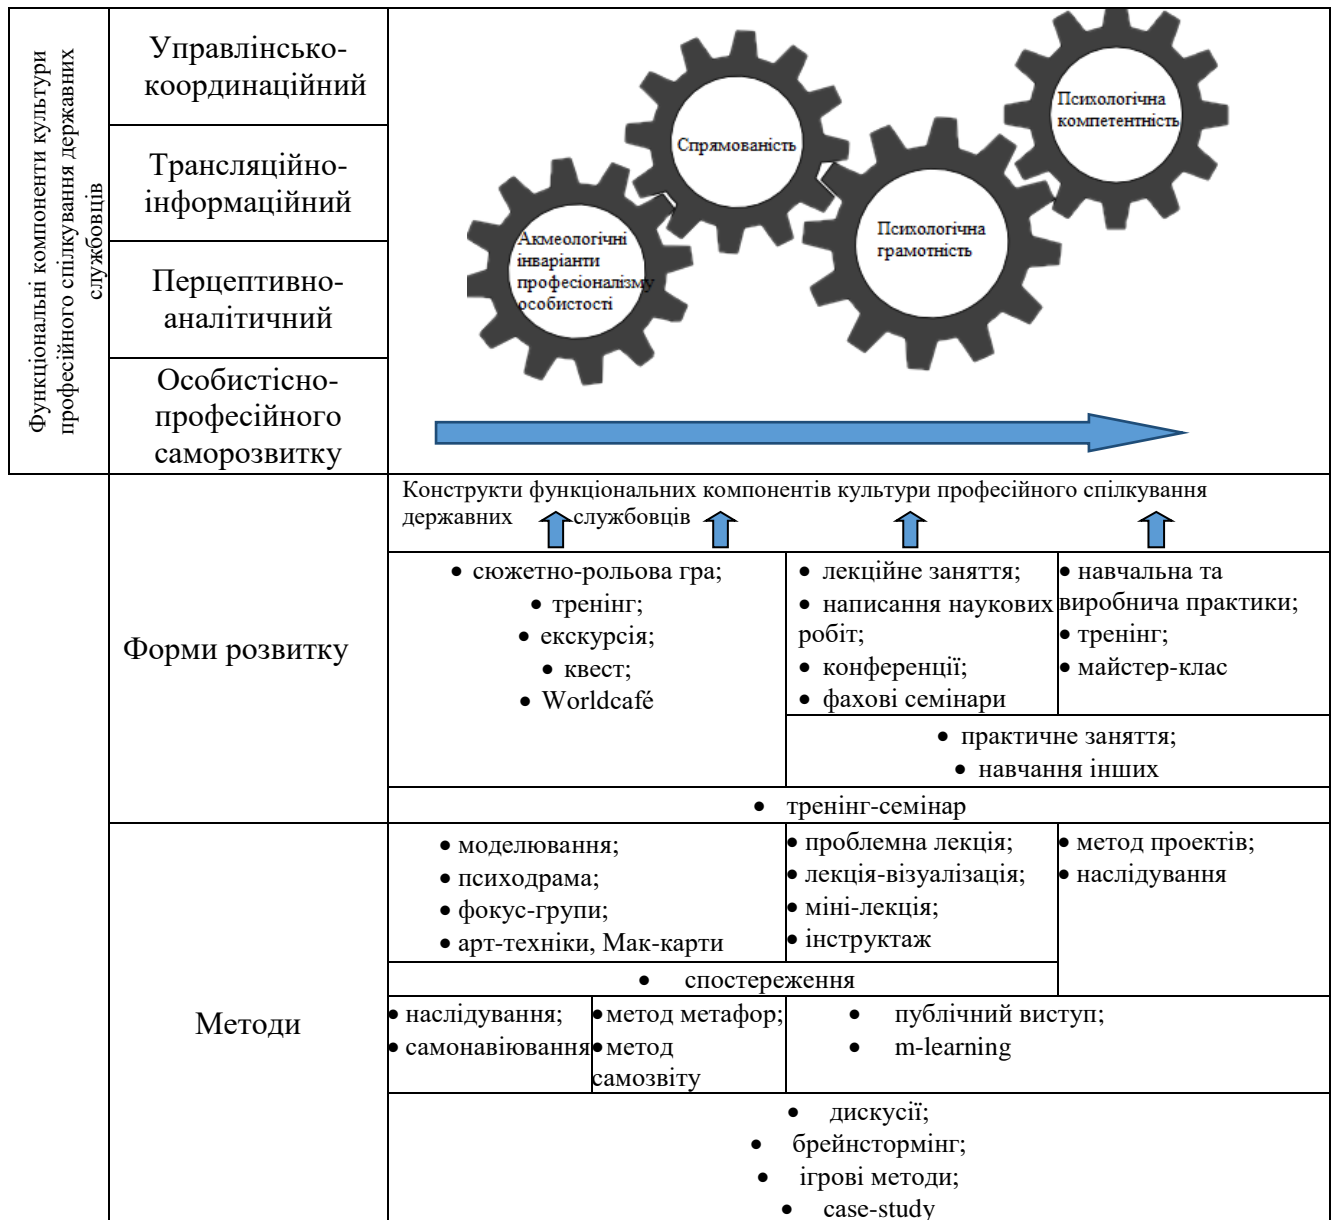 Функціональні компоненти культури
професійного спілкування державних
службовців
Управлінсько-
координаційний
Трансляційно-
інформаційний
Перцептивно-
аналітичний
Особистісно-
професійного
саморозвитку
Акмеологічні
інваріанти
професіоналізму
особистості
Спрямованість
Психологічна
грамотність
Психологічна
компетентність
Конструкти функціональних компонентів культури професійного спілкування
державних службовців
Форми розвитку
• сюжетно-рольова гра;
• тренінг;
• екскурсія;
• квест;
• Worldcafé
• лекційне заняття;
• написання наукових
робіт;
• конференції;
• фахові семінари
• навчальна та
виробнича практики;
• тренінг;
• майстер-клас
• практичне заняття;
• навчання інших
• тренінг-семінар
Методи
• моделювання;
• психодрама;
• фокус-групи;
• арт-техніки, Мак-карти
• проблемна лекція;
• лекція-візуалізація;
• міні-лекція;
• інструктаж
• метод проектів;
• наслідування
• спостереження
• наслідування;
• самонавіювання
• метод метафор;
• метод
самозвіту
• публічний виступ;
• m-learning
• дискусії;
• брейнстормінг;
• ігрові методи;
• case-study